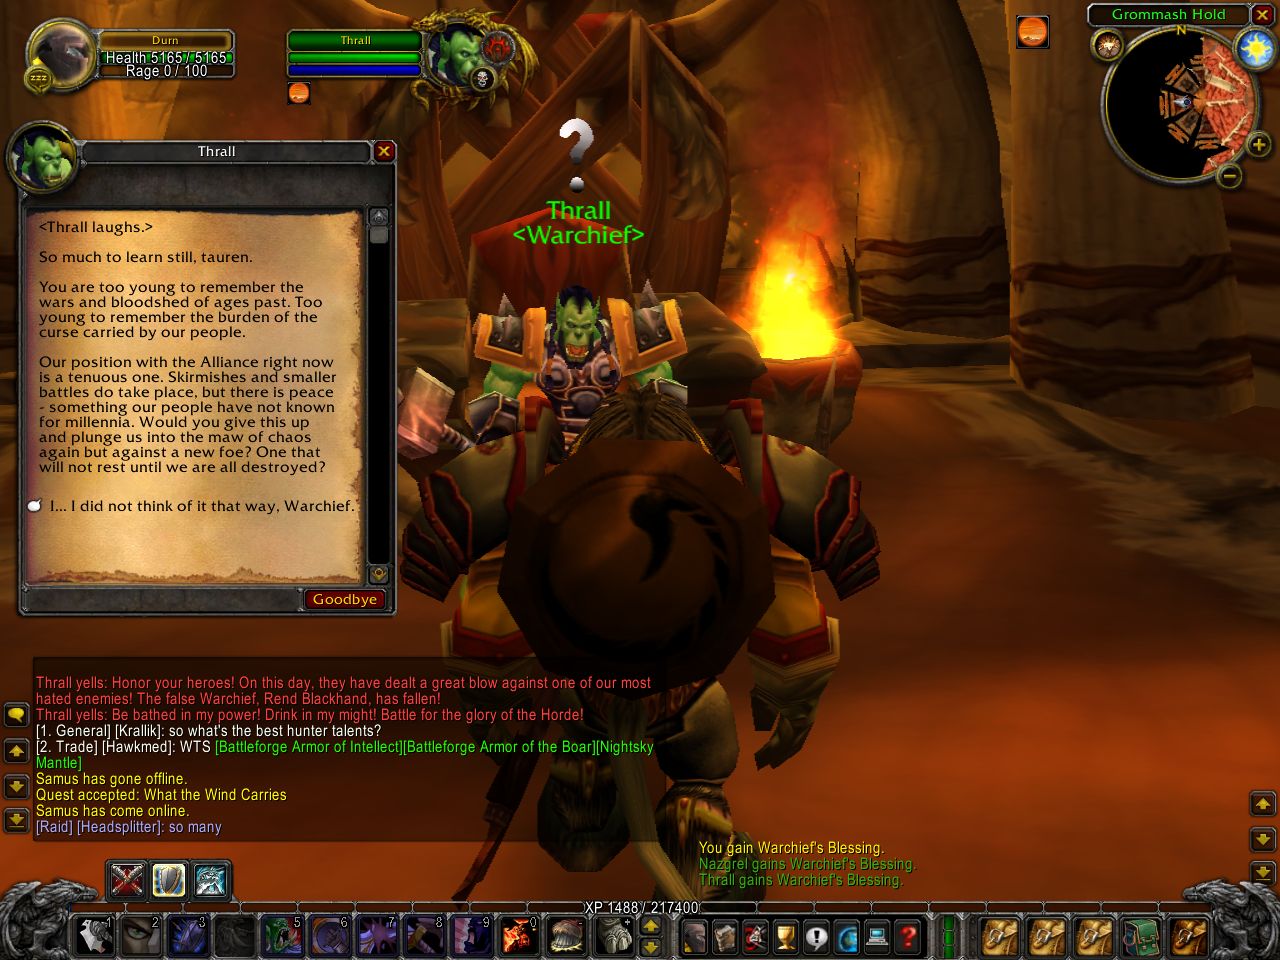 Grommash Hold
N
Durn
Health 5165 / 5165
Rage 0 / 100
zzz
Thrall
Thrall
<Warchief>
Thrall
<Thrall laughs.>
So much to learn still, tauren.
You are too young to remember the
wars and bloodshed of ages past. Too
young to remember the burden of the
curse carried by our people.
Our position with the Alliance right now
is a tenuous one. Skirmishes and smaller
battles do take place, but there is peace
- something our people have not known
for millennia. Would you give this up
and plunge us into the maw of chaos
again but against a new foe? One that
will not rest until we are all destroyed?
I... I did not think of it that way, Warchief.
Goodbye
Thrall yells: Honor your heroes! On this day, they have dealt a great blow against one of our most
hated enemies! The false Warchief, Rend Blackhand, has fallen!
Thrall yells: Be bathed in my power! Drink in my might! Battle for the glory of the Horde!
[1. General] [Krallik]: so what's the best hunter talents?
[2. Trade] [Hawkmed]: WTS [Battleforge Armor of Intellect][Battleforge Armor of the Boar][Nightsky
Mantle]
Samus has gone offline.
Quest accepted: What the Wind Carries
Samus has come online.
[Raid] [Headsplitter]: so many
You gain Warchief's Blessing.
Nazgrel gains Warchief's Blessing.
Thrall gains Warchief's Blessing.
XP 1488 / 217400
1 2 3 5 6 7 8 9 0